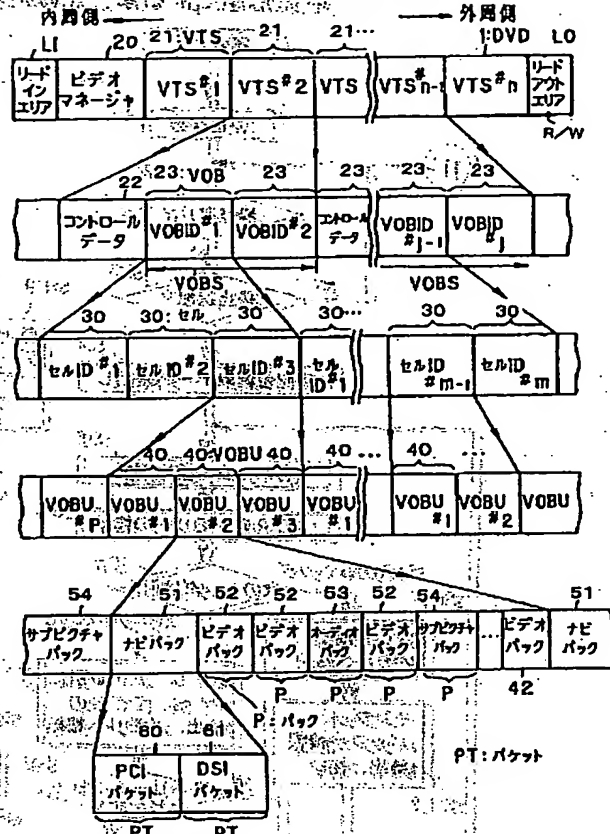 内周側 ← → 外周側
LI 20 21:VTS 21 21… 1:DVD LO
リードインエリア ビデオマネージャ VTS#1 VTS#2 VTS VTS#n-1 VTS#n リードアウトエリア
R/W
22 23 VOB 23 23 23 23
コントロールデータ VOBID#1 VOBID#2 コントロールデータ VOBID#j-1 VOBID#j
VOBS VOBS
30 30:セル 30 30… 30 30
セルID#1 セルID#2 セルID#3 セルID#1 セルID#m-1 セルID#m
40 40:VOBU 40 40 … 40 …
VOBU#P VOBU#1 VOBU#2 VOBU#3 VOBU#1 VOBU#1 VOBU#2 VOBU
54 51 52 52 53 52 54 51
サブピクチャパック ナビパック ビデオパック ビデオパック オーディオパック ビデオパック サブピクチャパック … ビデオパック ナビパック
P P P P 42
P:パック
60 61
PT:パケット
PCIパケット DSIパケット
PT PT